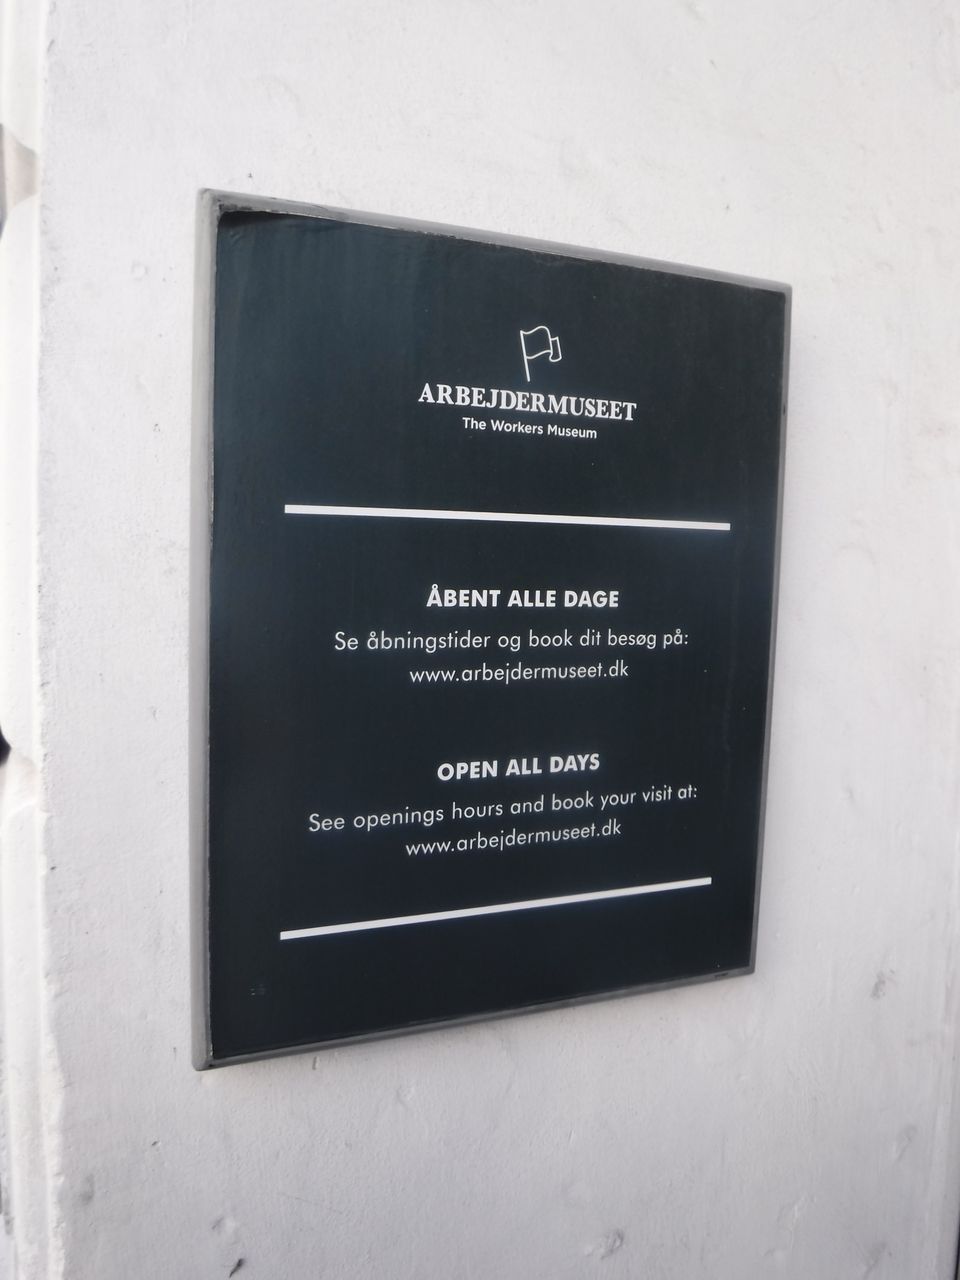 ARBEJDERMUSEET
The Workers Museum
ÅBENT ALLE DAGE
Se åbningstider og book dit besøg på:
www.arbejdermuseet.dk
OPEN ALL DAYS
See openings hours and book your visit at:
www.arbejdermuseet.dk